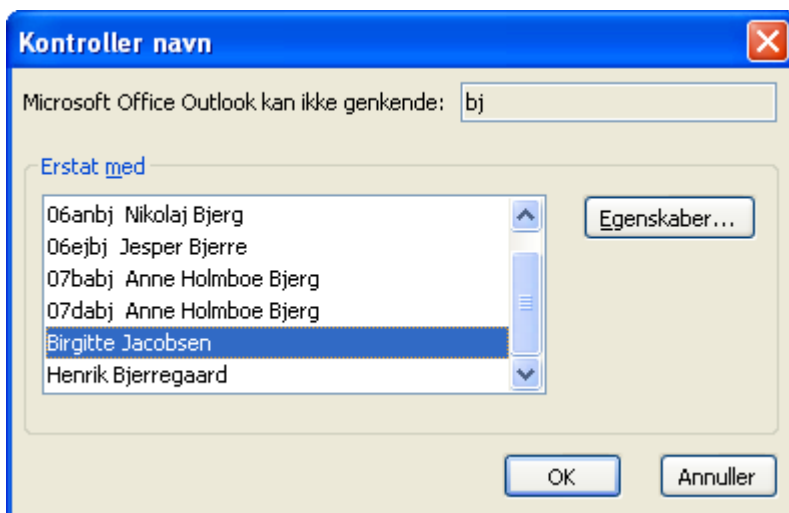 Kontroller navn
Microsoft Office Outlook kan ikke genkende: bj
Erstat med
06anbj Nikolaj Bjerg
06ejbj Jesper Bjerre
07babj Anne Holmboe Bjerg
07dabj Anne Holmboe Bjerg
Birgitte Jacobsen
Henrik Bjerregaard
Egenskaber...
OK Annuller